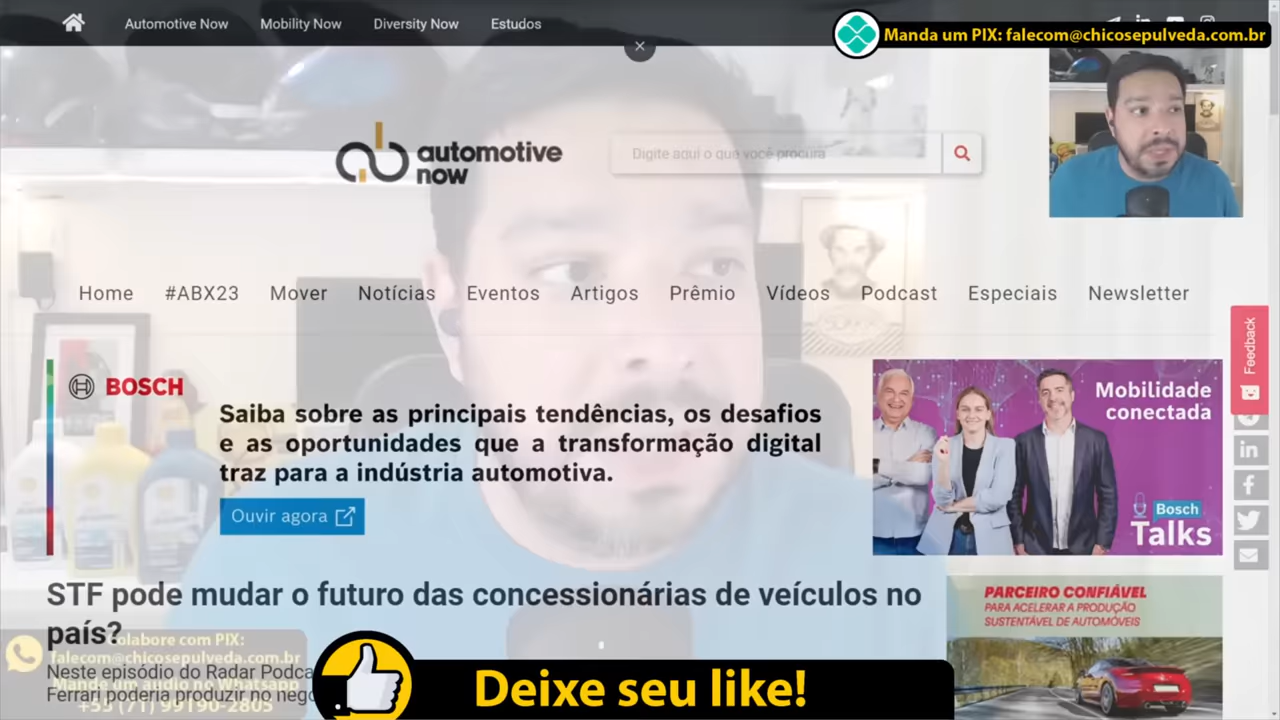 Automotive Now
Mobility Now
Diversity Now
Estudos
Manda um PIX: falecom@chicosepulveda.com.br
automotive
now
Digite aqui o que você procura
Home
#ABX23
Mover
Notícias
Eventos
Artigos
Prêmio
Vídeos
Podcast
Especiais
Newsletter
Feedback
BOSCH
Saiba sobre as principais tendências, os desafios
e as oportunidades que a transformação digital
traz para a indústria automotiva.
Ouvir agora
Mobilidade
conectada
Bosch
Talks
STF pode mudar o futuro das concessionárias de veículos no
país?
PARCEIRO CONFIÁVEL
PARA ACELERAR A PRODUÇÃO
SUSTENTÁVEL DE AUTOMÓVEIS
Colabore com PIX:
falecom@chicosepulveda.com.br
Mande um áudio no Whatsapp
+55 (71) 99190-2805
Neste episódio do Radar Podca
Ferrari poderia produzir no
Deixe seu like!